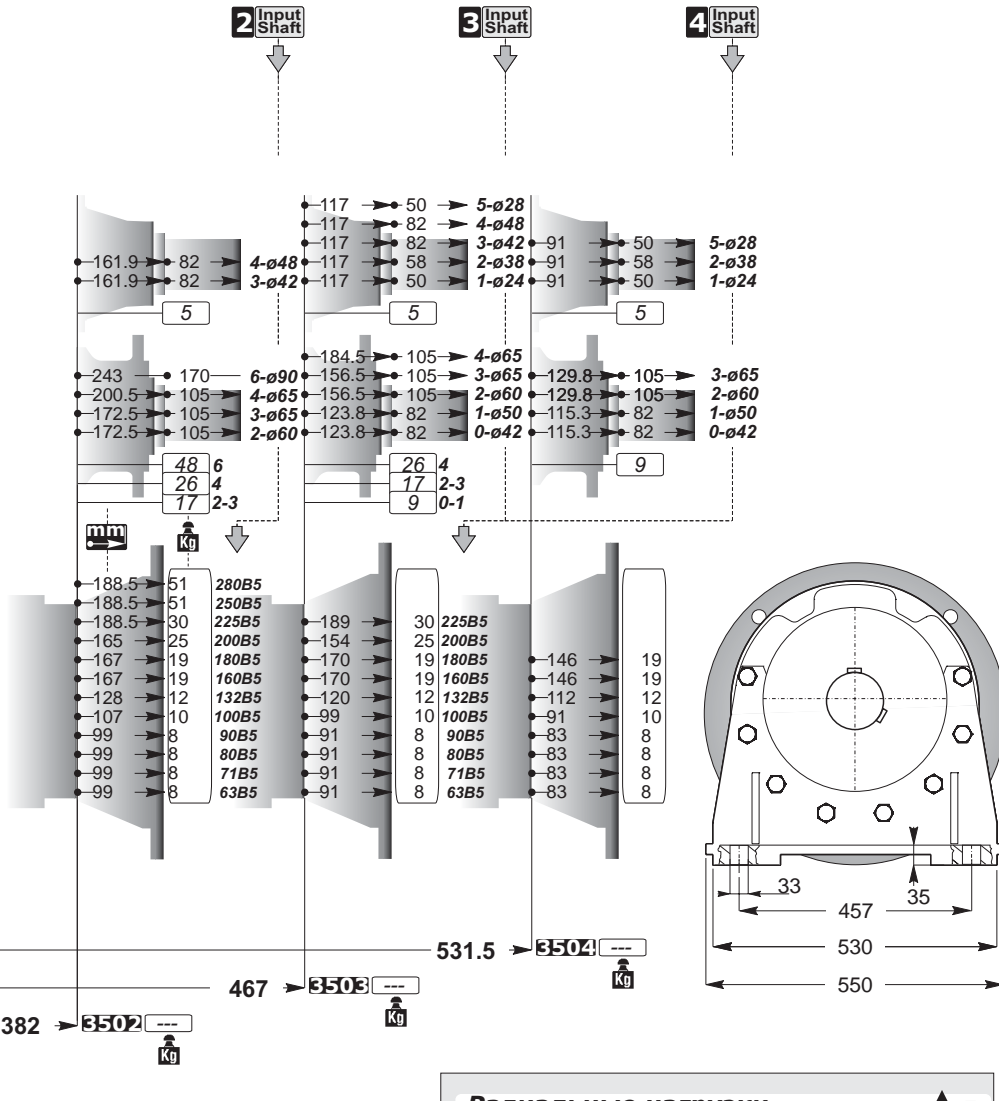 2 Input Shaft
3 Input Shaft
4 Input Shaft
117 50 5-ø28
117 82 4-ø48
117 82 3-ø42 91 50 5-ø28
161.9 82 4-ø48 117 58 2-ø38 91 58 2-ø38
161.9 82 3-ø42 117 50 1-ø24 91 50 1-ø24
5 5 5
184.5 105 4-ø65
243 170 6-ø90 156.5 105 3-ø65 129.8 105 3-ø65
200.5 105 4-ø65 156.5 105 2-ø60 129.8 105 2-ø60
172.5 105 3-ø65 123.8 82 1-ø50 115.3 82 1-ø50
172.5 105 2-ø60 123.8 82 0-ø42 115.3 82 0-ø42
48 6 26 4 9
26 4 17 2-3
17 2-3 9 0-1
mm Kg
188.5 51 280B5
188.5 51 250B5
188.5 30 225B5 189 30 225B5
165 25 200B5 154 25 200B5
167 19 180B5 170 19 180B5 146 19
167 19 160B5 170 19 160B5 146 19
128 12 132B5 120 12 132B5 112 12
107 10 100B5 99 10 100B5 91 10
99 8 90B5 91 8 90B5 83 8
99 8 80B5 91 8 80B5 83 8
99 8 71B5 91 8 71B5 83 8
99 8 63B5 91 8 63B5 83 8
33
35
457
530
550
531.5 3504 ---
Kg
467 3503 ---
Kg
382 3502 ---
Kg
Радиальные нагрузки